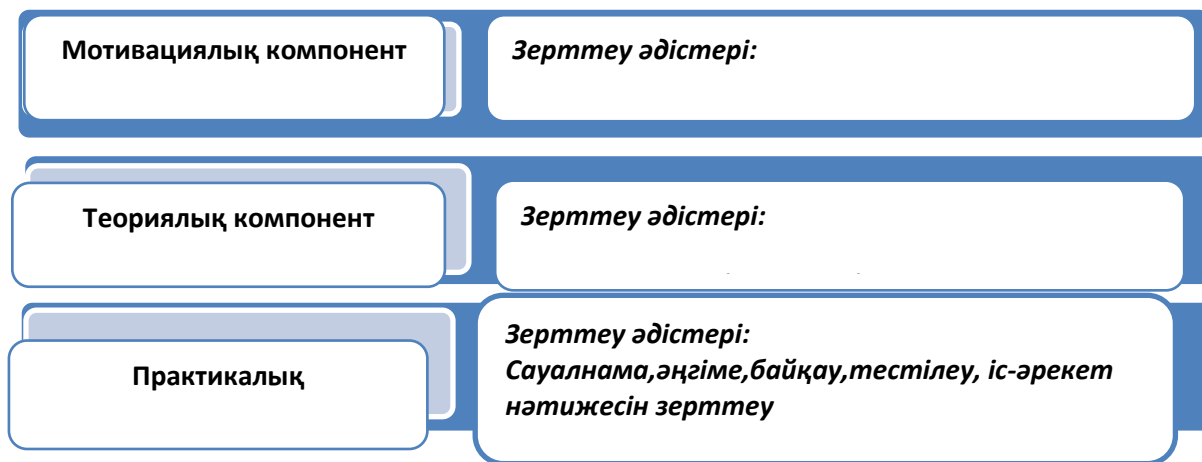 Мотивациялық компонент
Зерттеу әдістері:
Теориялық компонент
Зерттеу әдістері:
Практикалық
Зерттеу әдістері:
Сауалнама,әңгіме,байқау,тестілеу, іс-әрекет
нәтижесін зерттеу